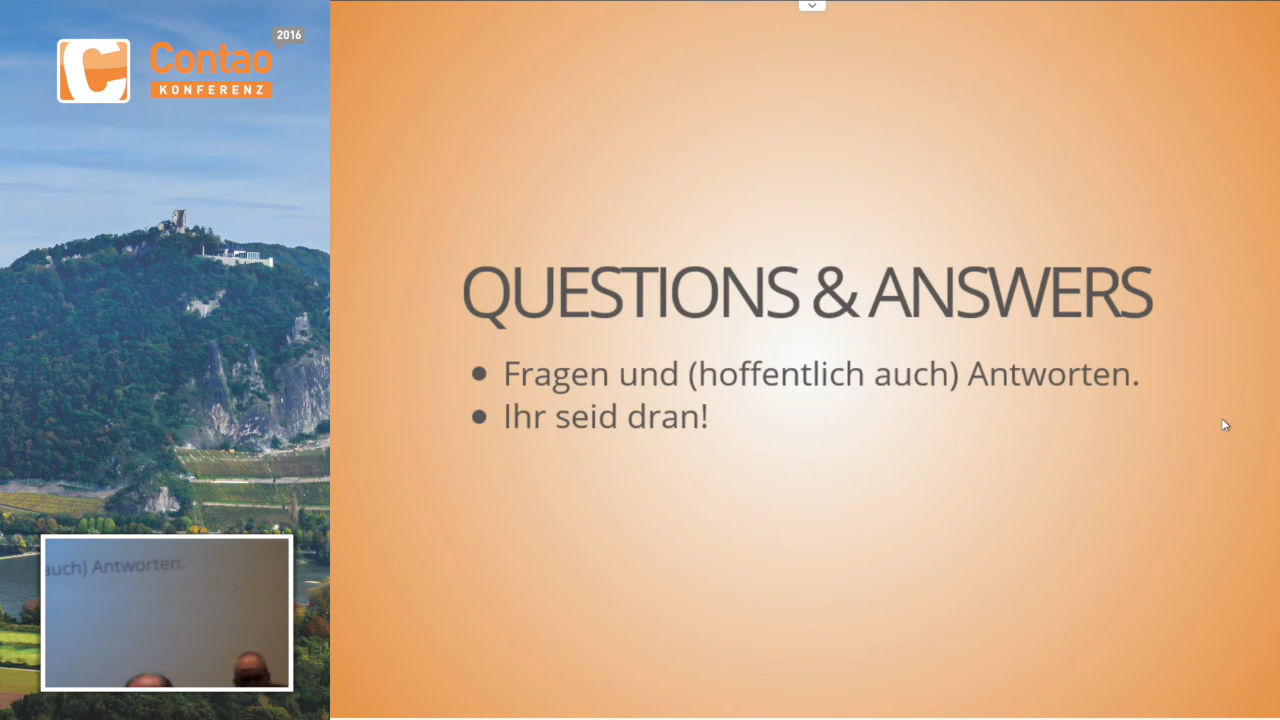 2016
Contao
KONFERENZ
QUESTIONS & ANSWERS
Fragen und (hoffentlich auch) Antworten.
Ihr seid dran!
auch) Antworten.